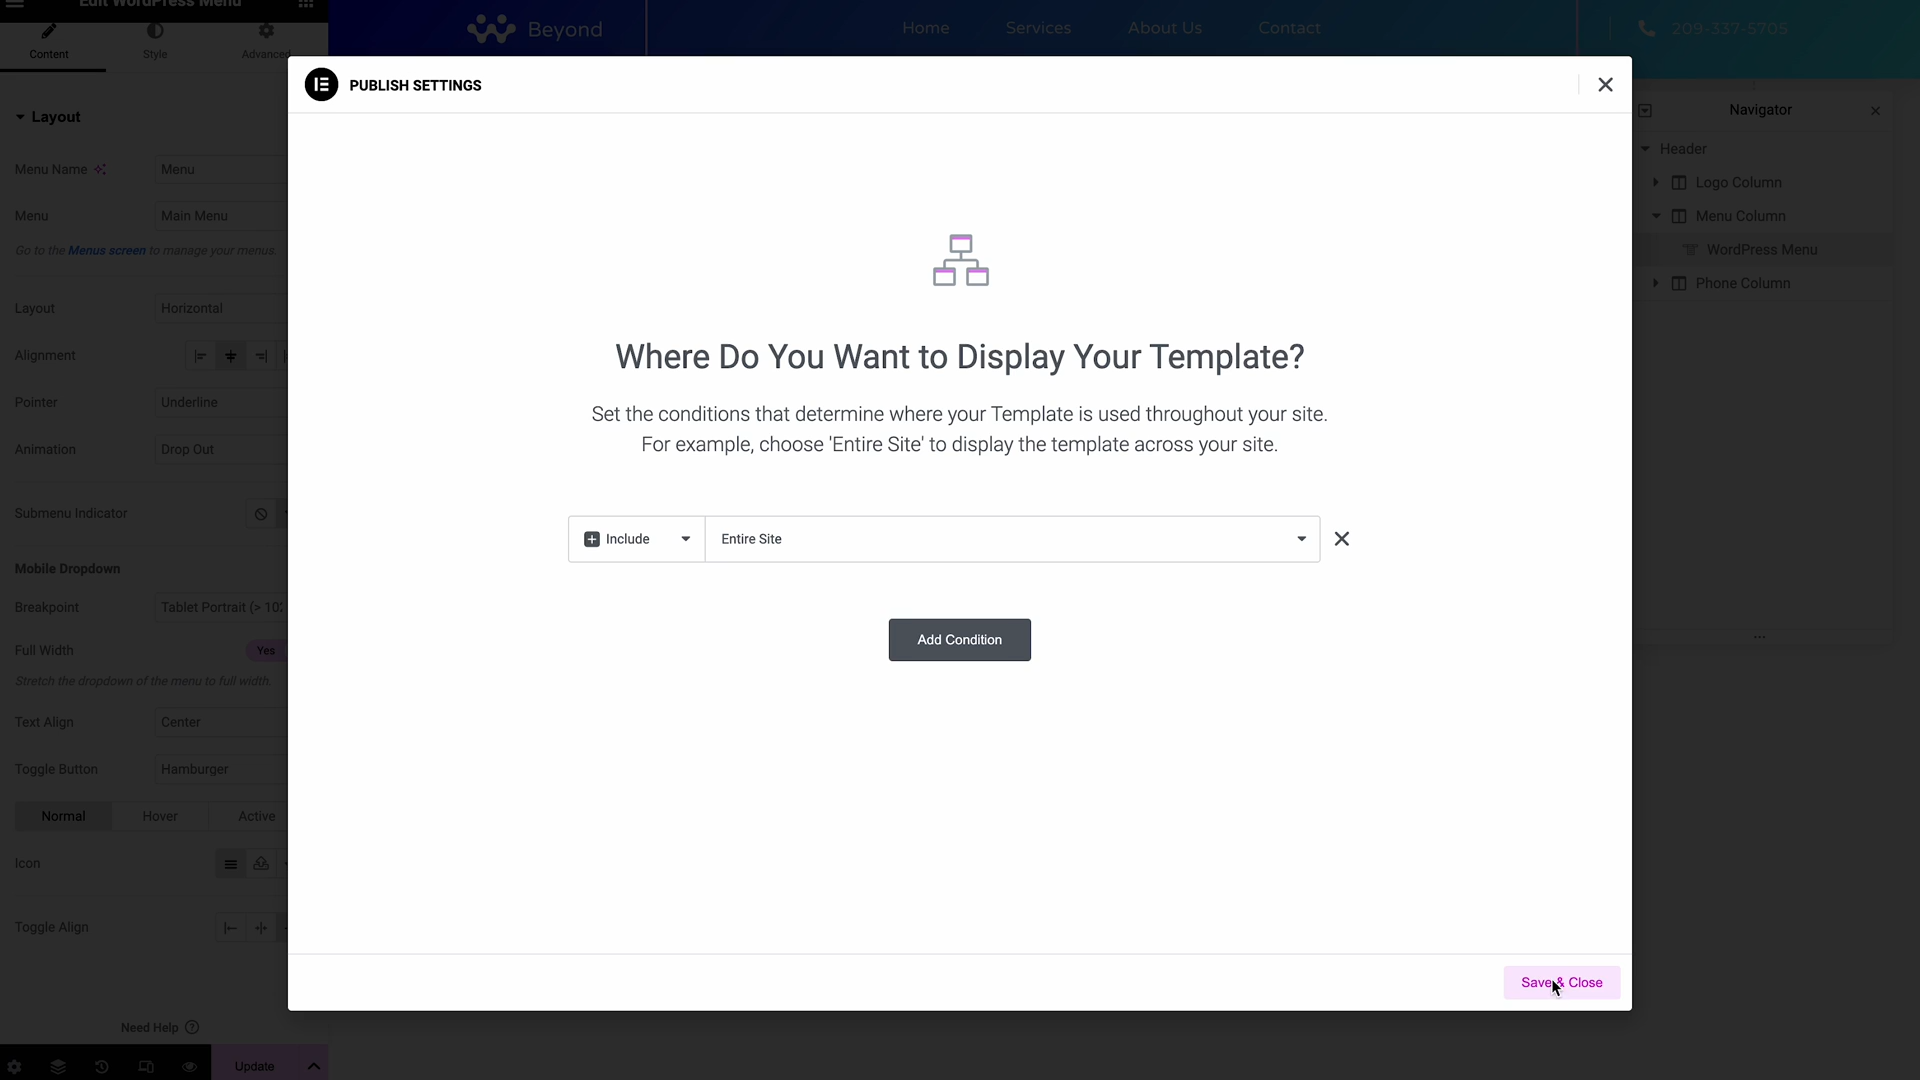 Edit WordPress Menu
Content
Style
Advanced
Layout
Menu Name
Menu
Menu
Main Menu
Go to the Menus screen to manage your menus.
Layout
Horizontal
Alignment
Pointer
Underline
Animation
Drop Out
Submenu Indicator
Mobile Dropdown
Breakpoint
Tablet Portrait (> 102
Full Width
Yes
Stretch the dropdown of the menu to full width.
Text Align
Center
Toggle Button
Hamburger
Normal
Hover
Active
Icon
Toggle Align
Need Help
Update
Beyond
Home
Services
About Us
Contact
209-337-5705
PUBLISH SETTINGS
Where Do You Want to Display Your Template?
Set the conditions that determine where your Template is used throughout your site.
For example, choose 'Entire Site' to display the template across your site.
Include
Entire Site
Add Condition
Save & Close
Navigator
Header
Logo Column
Menu Column
WordPress Menu
Phone Column